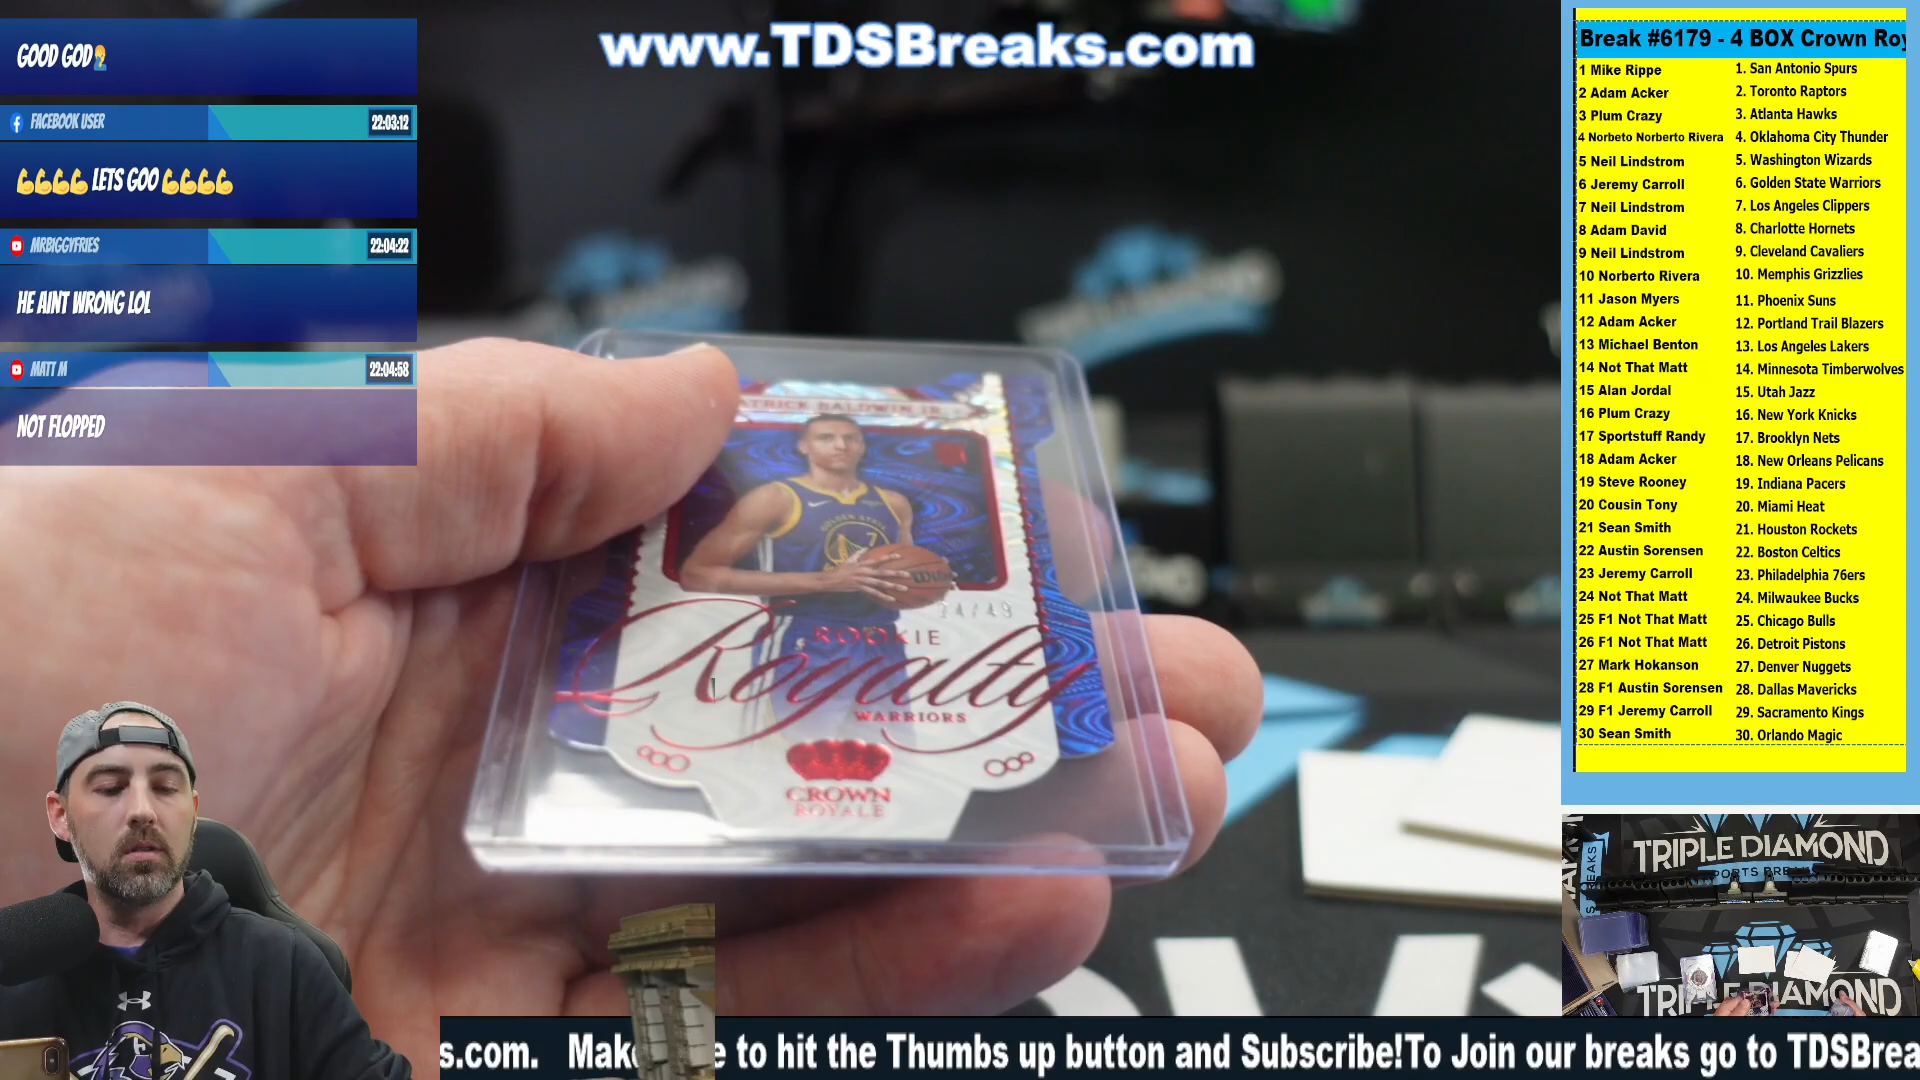 www.TDSBreaks.com
GOOD GOD
FACEBOOK USER
22:03:12
LETS GOO
MRBIGGYFRIES
22:04:22
HE AINT WRONG LOL
MATT M
22:04:58
NOT FLOPPED
ATRICK BALDWIN JR.
GOLDEN STATE
7
ROOKIE
Royalty
WARRIORS
CROWN
ROYALE
Break #6179 - 4 BOX Crown Roy
1 Mike Rippe
1. San Antonio Spurs
2 Adam Acker
2. Toronto Raptors
3 Plum Crazy
3. Atlanta Hawks
4 Norbeto Norberto Rivera
4. Oklahoma City Thunder
5 Neil Lindstrom
5. Washington Wizards
6 Jeremy Carroll
6. Golden State Warriors
7 Neil Lindstrom
7. Los Angeles Clippers
8 Adam David
8. Charlotte Hornets
9 Neil Lindstrom
9. Cleveland Cavaliers
10 Norberto Rivera
10. Memphis Grizzlies
11 Jason Myers
11. Phoenix Suns
12 Adam Acker
12. Portland Trail Blazers
13 Michael Benton
13. Los Angeles Lakers
14 Not That Matt
14. Minnesota Timberwolves
15 Alan Jordal
15. Utah Jazz
16 Plum Crazy
16. New York Knicks
17 Sportstuff Randy
17. Brooklyn Nets
18 Adam Acker
18. New Orleans Pelicans
19 Steve Rooney
19. Indiana Pacers
20 Cousin Tony
20. Miami Heat
21 Sean Smith
21. Houston Rockets
22 Austin Sorensen
22. Boston Celtics
23 Jeremy Carroll
23. Philadelphia 76ers
24 Not That Matt
24. Milwaukee Bucks
25 F1 Not That Matt
25. Chicago Bulls
26 F1 Not That Matt
26. Detroit Pistons
27 Mark Hokanson
27. Denver Nuggets
28 F1 Austin Sorensen
28. Dallas Mavericks
29 F1 Jeremy Carroll
29. Sacramento Kings
30 Sean Smith
30. Orlando Magic
TRIPLE DIAMOND
SPORTS BREAKS
TRIPLE DIAMOND
s.com. Make e to hit the Thumbs up button and Subscribe!To Join our breaks go to TDSBrea